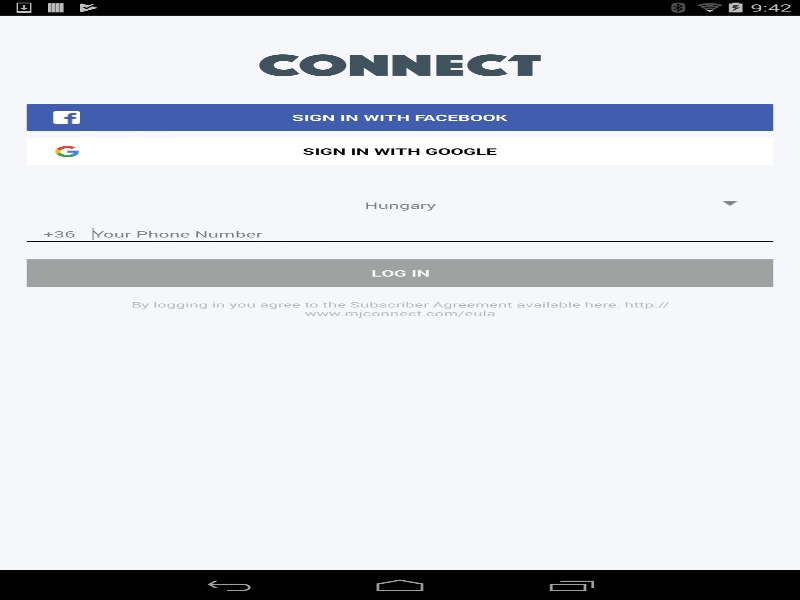 9:42
CONNECT
SIGN IN WITH FACEBOOK
SIGN IN WITH GOOGLE
Hungary
+36 Your Phone Number
LOG IN
By logging in you agree to the Subscriber Agreement available here: http://
www.mjconnect.com/eula